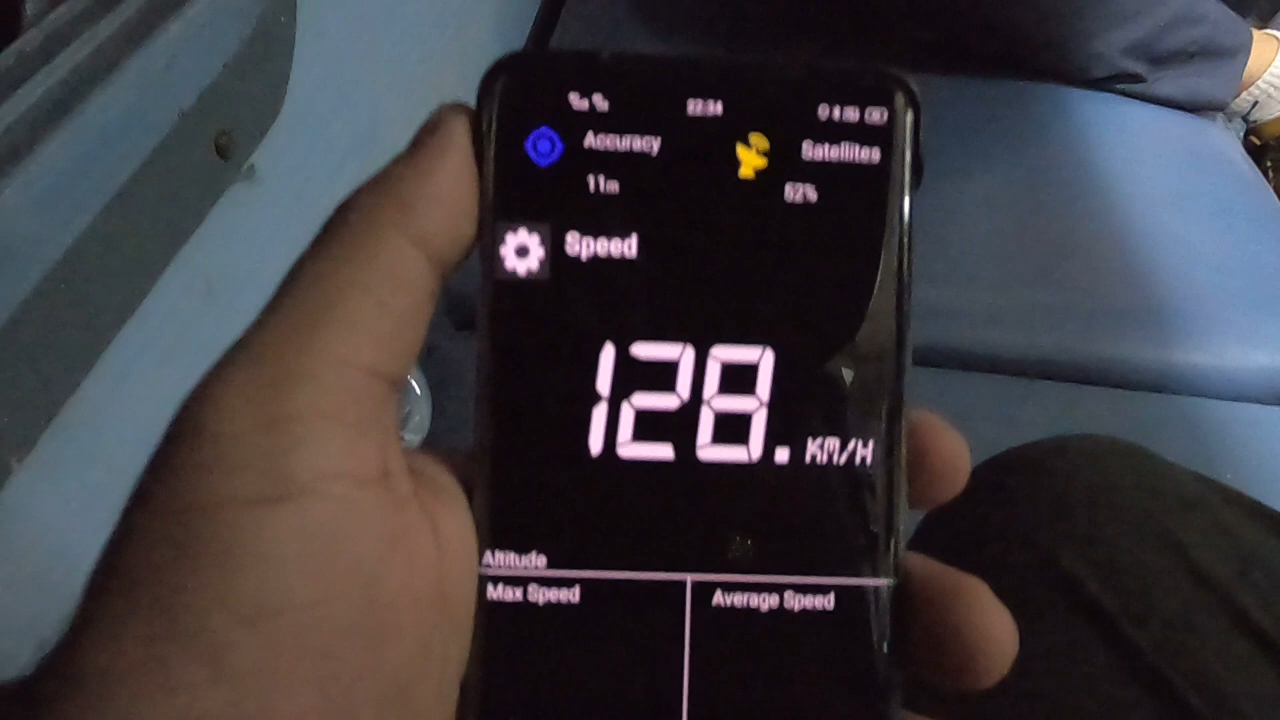 22:34
Accuracy
Satellites
11m
62%
Speed
128. KM/H
Altitude
Max Speed
Average Speed